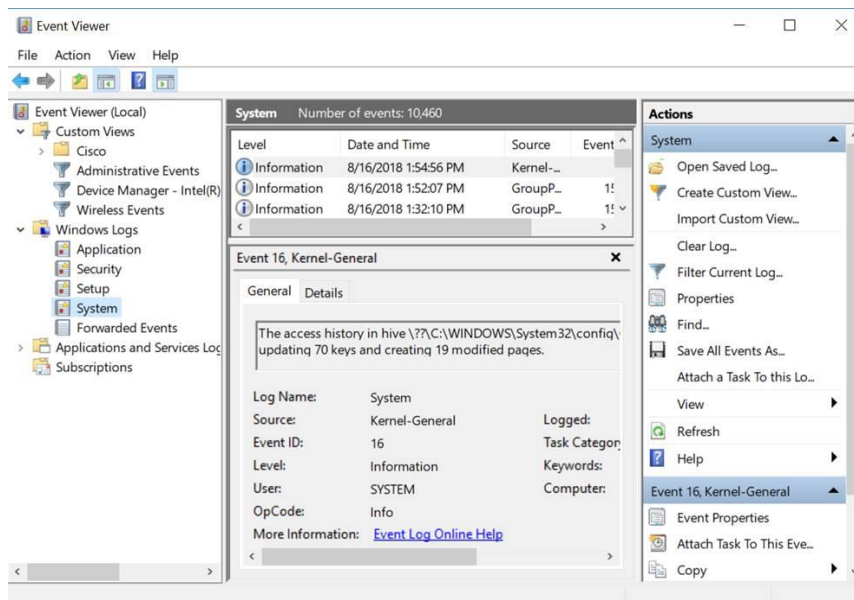 Event Viewer
File Action View Help
Event Viewer (Local)
Custom Views
Cisco
Administrative Events
Device Manager - Intel(R)
Wireless Events
Windows Logs
Application
Security
Setup
System
Forwarded Events
Applications and Services Log
Subscriptions
System Number of events: 10,460
Level Date and Time Source Event
Information 8/16/2018 1:54:56 PM Kernel-...
Information 8/16/2018 1:52:07 PM GroupP...
Information 8/16/2018 1:32:10 PM GroupP...
Event 16, Kernel-General
General Details
The access history in hive \??\C:\WINDOWS\System32\config\
updating 70 keys and creating 19 modified pages.
Log Name: System
Source: Kernel-General Logged:
Event ID: 16 Task Category
Level: Information Keywords:
User: SYSTEM Computer:
OpCode: Info
More Information: Event Log Online Help
Actions
System
Open Saved Log...
Create Custom View...
Import Custom View...
Clear Log...
Filter Current Log...
Properties
Find...
Save All Events As...
Attach a Task To this Lo...
View
Refresh
Help
Event 16, Kernel-General
Event Properties
Attach Task To This Eve...
Copy